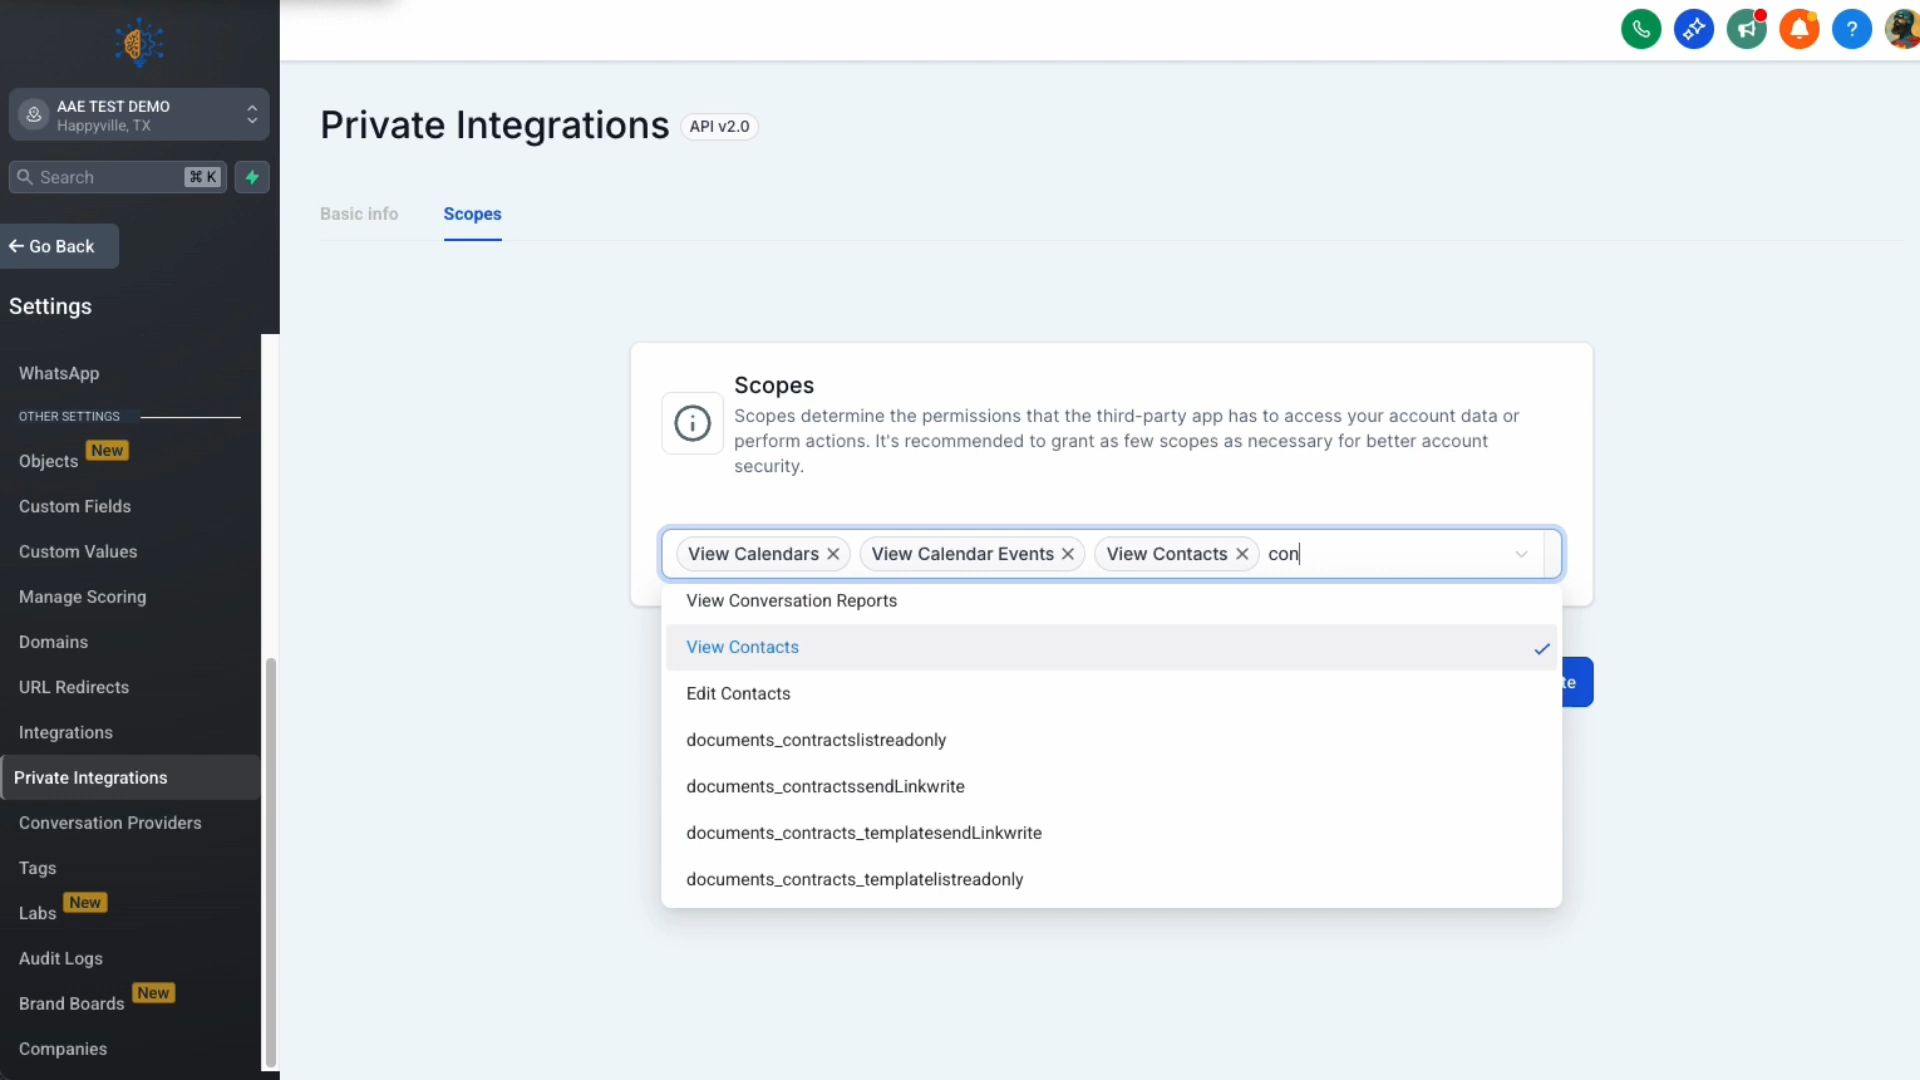 AAE TEST DEMO
Happyville, TX
Search
⌘ K
Go Back
Settings
WhatsApp
OTHER SETTINGS
Objects New
Custom Fields
Custom Values
Manage Scoring
Domains
URL Redirects
Integrations
Private Integrations
Conversation Providers
Tags
Labs New
Audit Logs
Brand Boards New
Companies
Private Integrations API v2.0
Basic info Scopes
Scopes
Scopes determine the permissions that the third-party app has to access your account data or
perform actions. It's recommended to grant as few scopes as necessary for better account
security.
View Calendars View Calendar Events View Contacts con
View Conversation Reports
View Contacts
Edit Contacts
documents_contractslistreadonly
documents_contractssendLinkwrite
documents_contracts_templatesendLinkwrite
documents_contracts_templatelistreadonly